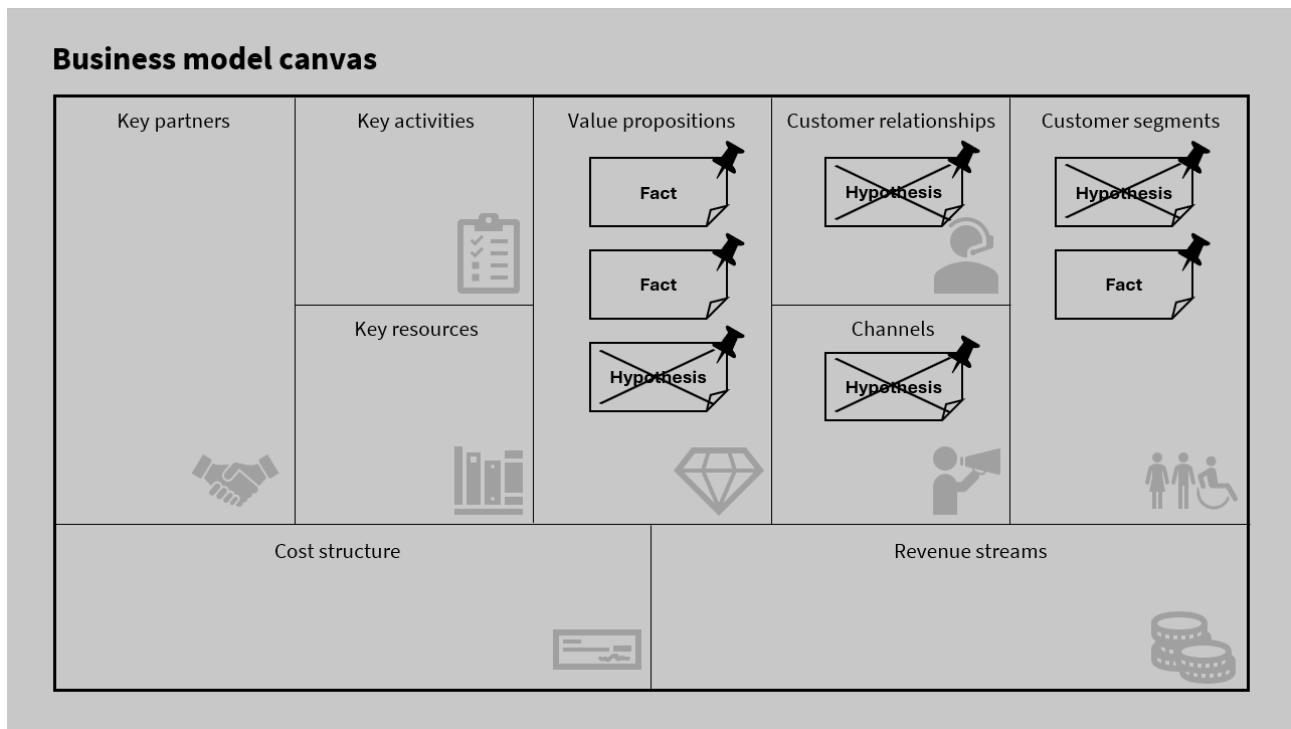 Business model canvas
Key partners
Key activities
Value propositions
Customer relationships
Customer segments
Fact
Hypothesis
Hypothesis
Fact
Fact
Key resources
Channels
Hypothesis
Hypothesis
Cost structure
Revenue streams